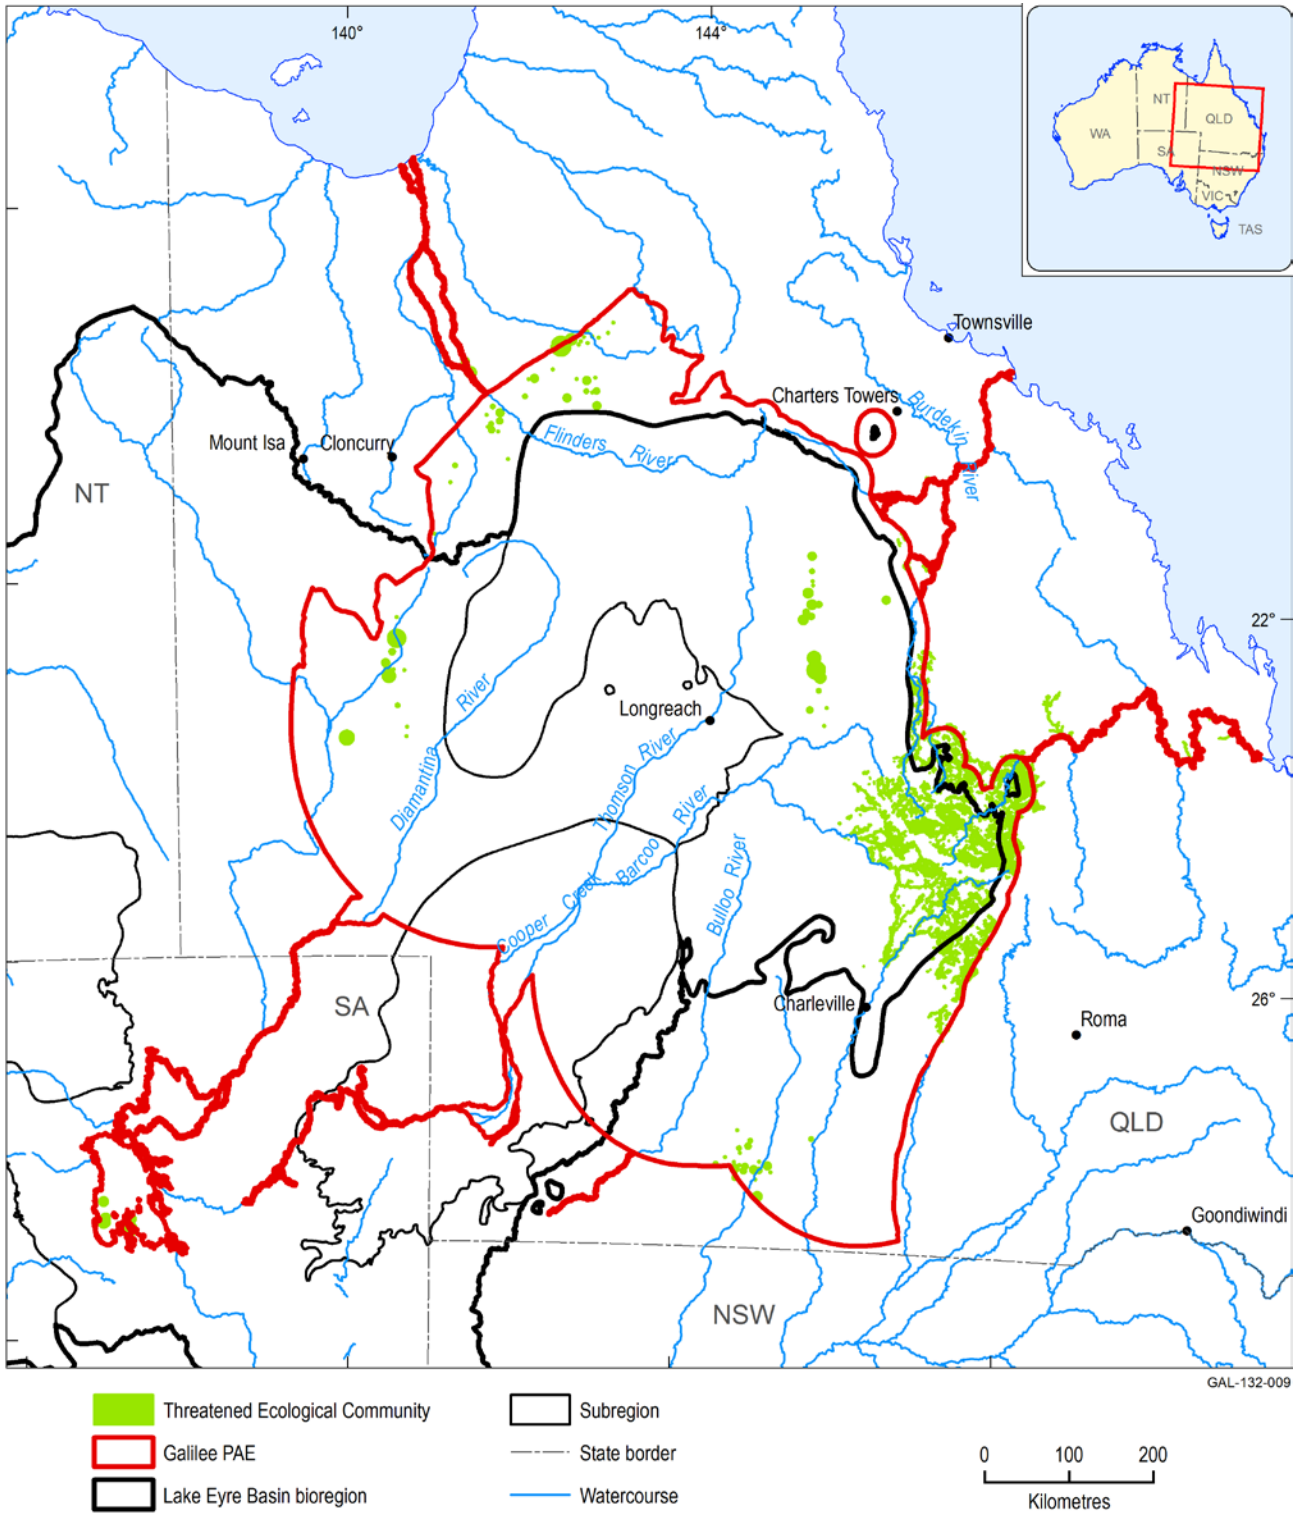 140°
144°
NT
QLD
WA
SA
NSW
VIC
TAS
Townsville
Charters Towers
Burdekin
River
Mount Isa
Cloncurry
Flinders
River
NT
22°
River
Longreach
Diamantina
Thomson River
River
Barcoo
Bulloo River
Creek
Cooper
SA
Charleville
26°
Roma
QLD
Goondiwindi
NSW
GAL-132-009
Threatened Ecological Community
Subregion
Galilee PAE
State border
0 100 200
Lake Eyre Basin bioregion
Watercourse
Kilometres